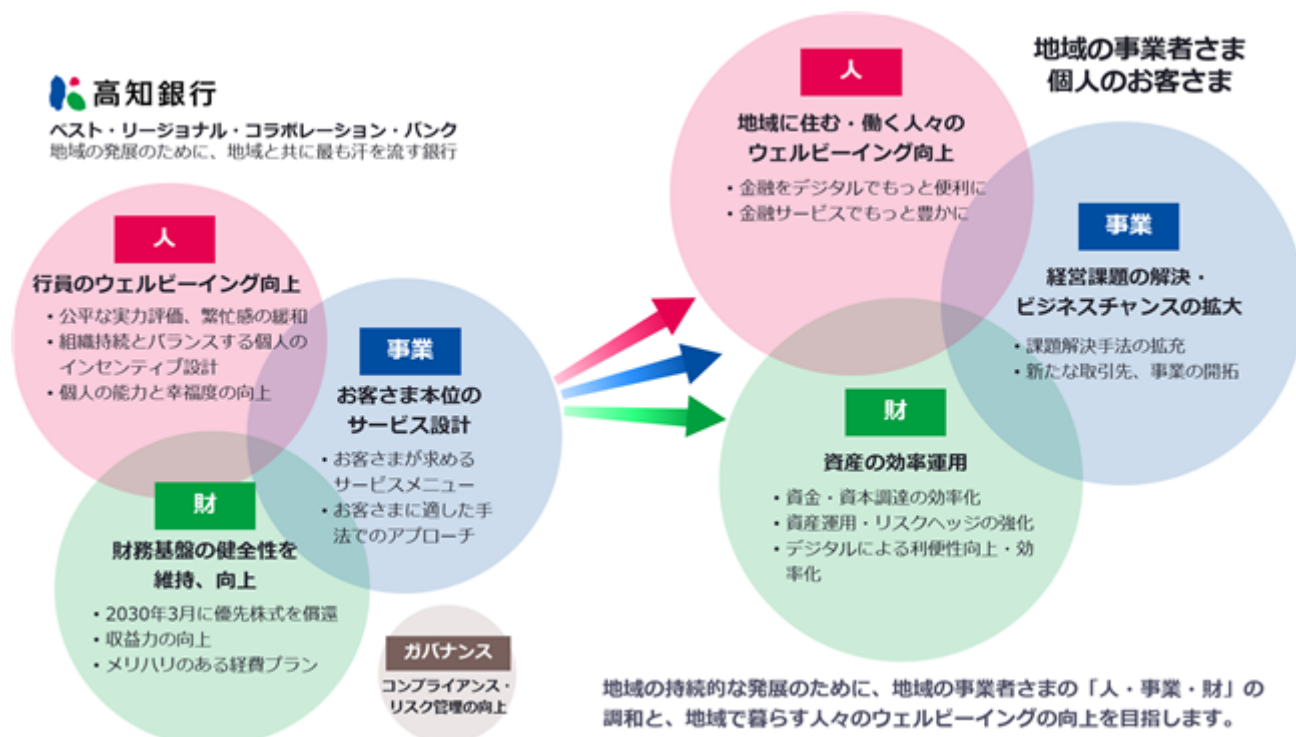 高知銀行
ベスト・リージョナル・コラボレーション・バンク
地域の発展のために、地域と共に最も汗を流す銀行
人
行員のウェルビーイング向上
・公平な実力評価、繁忙感の緩和
・組織持続とバランスする個人の
インセンティブ設計
・個人の能力と幸福度の向上
事業
お客さま本位の
サービス設計
・お客さまが求める
サービスメニュー
・お客さまに適した手
法でのアプローチ
財
財務基盤の健全性を
維持、向上
・2030年3月に優先株式を償還
・収益力の向上
・メリハリのある経費プラン
ガバナンス
コンプライアンス・
リスク管理の向上
地域の事業者さま
個人のお客さま
人
地域に住む・働く人々の
ウェルビーイング向上
・金融をデジタルでもっと便利に
・金融サービスでもっと豊かに
事業
経営課題の解決・
ビジネスチャンスの拡大
・課題解決手法の拡充
・新たな取引先、事業の開拓
財
資産の効率運用
・資金・資本調達の効率化
・資産運用・リスクヘッジの強化
・デジタルによる利便性向上・効
率化
地域の持続的な発展のために、地域の事業者さまの「人・事業・財」の
調和と、地域で暮らす人々のウェルビーイングの向上を目指します。